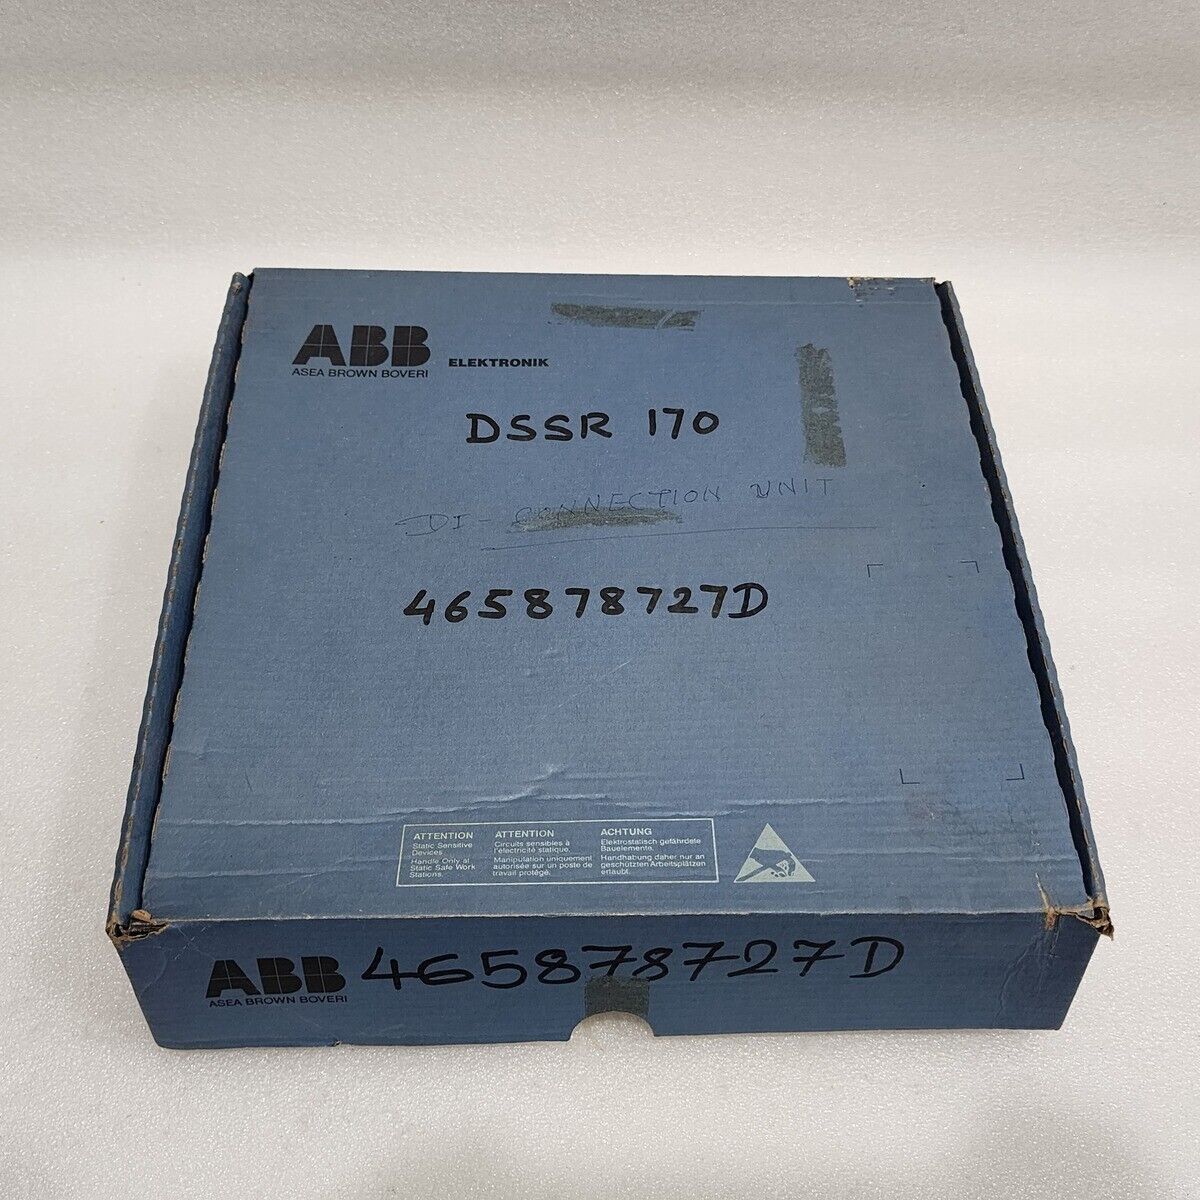 ABB
ASEA BROWN BOVERI
ELEKTRONIK
DSSR 170
DI-CONNECTION UNIT
465878727D
ATTENTION
Static Sensitive
Devices.
Handle Only at
Static Safe Work
Stations.
ATTENTION
Circuits sensibles à
l'électricité statique.
Manipulation uniquement
autorisée sur un poste de
travail protégé.
ACHTUNG
Elektrostatisch gefährdete
Bauelemente.
Handhabung daher nur an
geschützten Arbeitsplätzen
erlaubt.
ABB 465878727D
ASEA BROWN BOVERI